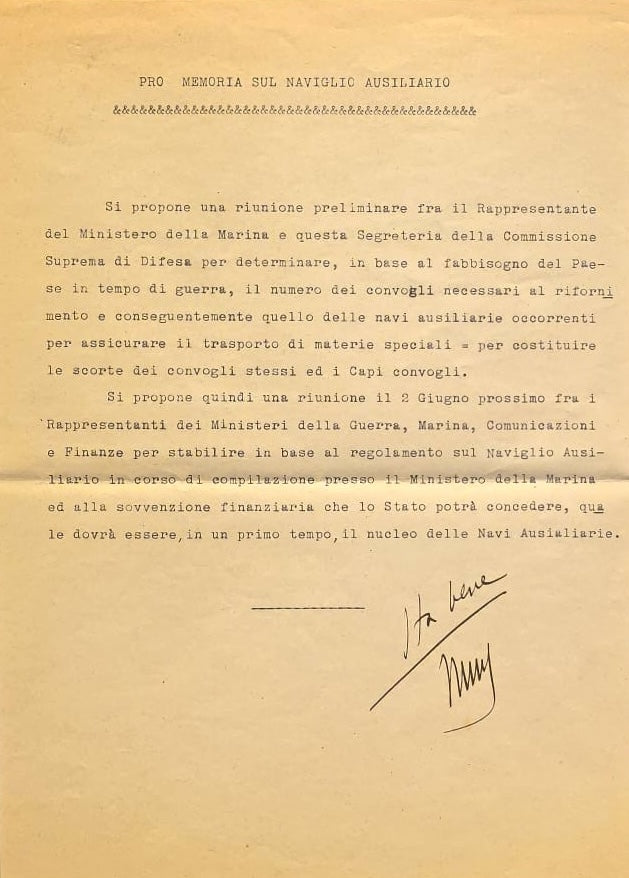 PRO MEMORIA SUL NAVIGLIO AUSILIARIO
&&&&&&&&&&&&&&&&&&&&&&&&&&&&&&&&&&&&&&&&&&
Si propone una riunione preliminare fra il Rappresentante
del Ministero della Marina e questa Segreteria della Commissione
Suprema di Difesa per determinare, in base al fabbisogno del Pae-
se in tempo di guerra, il numero dei convogli necessari al riforni
mento e conseguentemente quello delle navi ausiliarie occorrenti
per assicurare il trasporto di materie speciali = per costituire
le scorte dei convogli stessi ed i Capi convogli.
Si propone quindi una riunione il 2 Giugno prossimo fra i
Rappresentanti dei Ministeri della Guerra, Marina, Comunicazioni
e Finanze per stabilire in base al regolamento sul Naviglio Ausi-
liario in corso di compilazione presso il Ministero della Marina
ed alla sovvenzione finanziaria che lo Stato potrà concedere, qua
le dovrà essere, in un primo tempo, il nucleo delle Navi Ausialiarie.
Sta bene